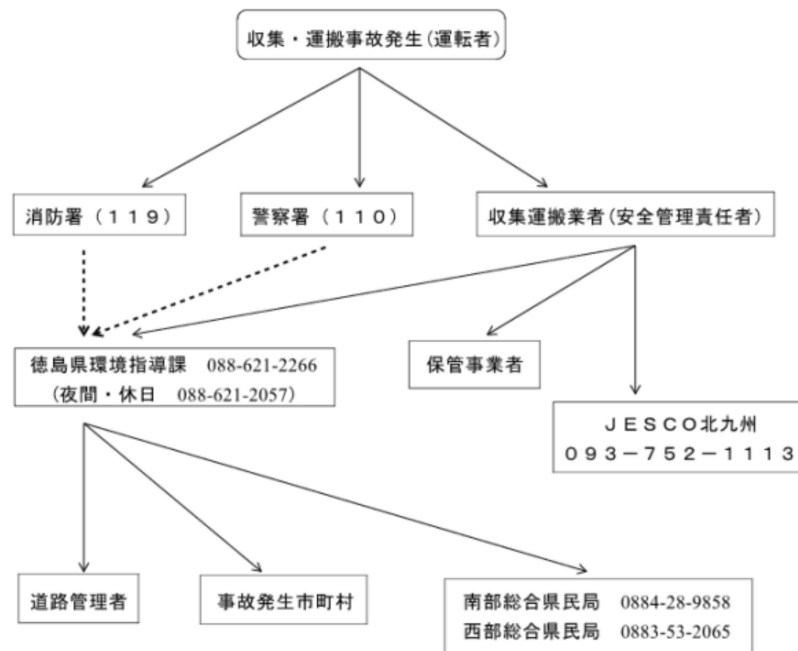 収集・運搬事故発生(運転者)
消防署（１１９）
警察署（１１０）
収集運搬業者(安全管理責任者)
徳島県環境指導課　088-621-2266
(夜間・休日　088-621-2057)
保管事業者
ＪＥＳＣＯ北九州
０９３－７５２－１１１３
道路管理者
事故発生市町村
南部総合県民局　0884-28-9858
西部総合県民局　0883-53-2065